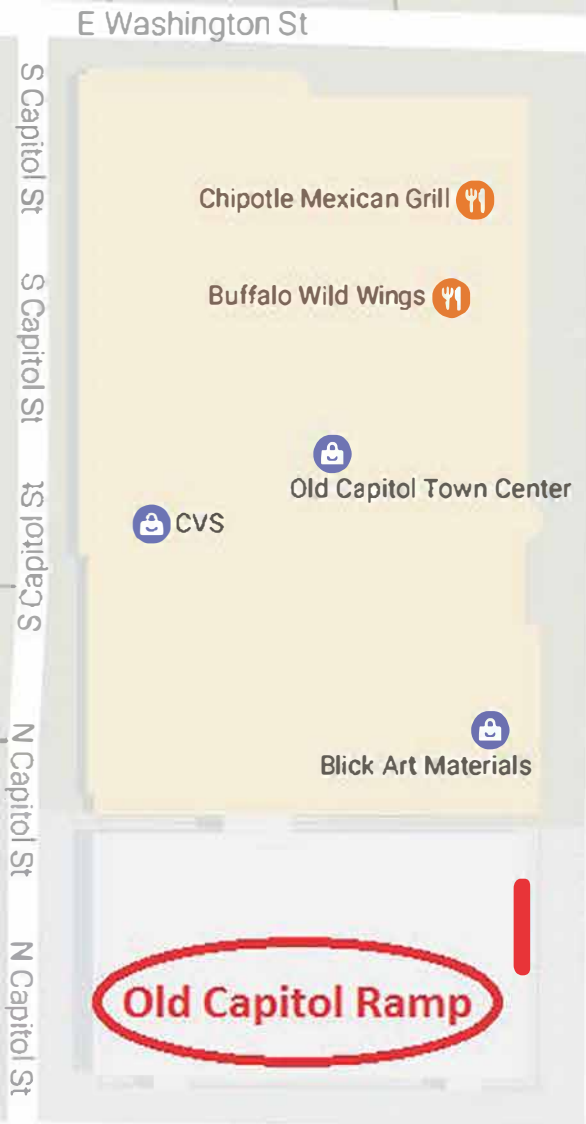 E Washington St
S Capitol St
Chipotle Mexican Grill
Buffalo Wild Wings
S Capitol St
Old Capitol Town Center
CVS
S Capitol St
N Capitol St
Blick Art Materials
N Capitol St
Old Capitol Ramp